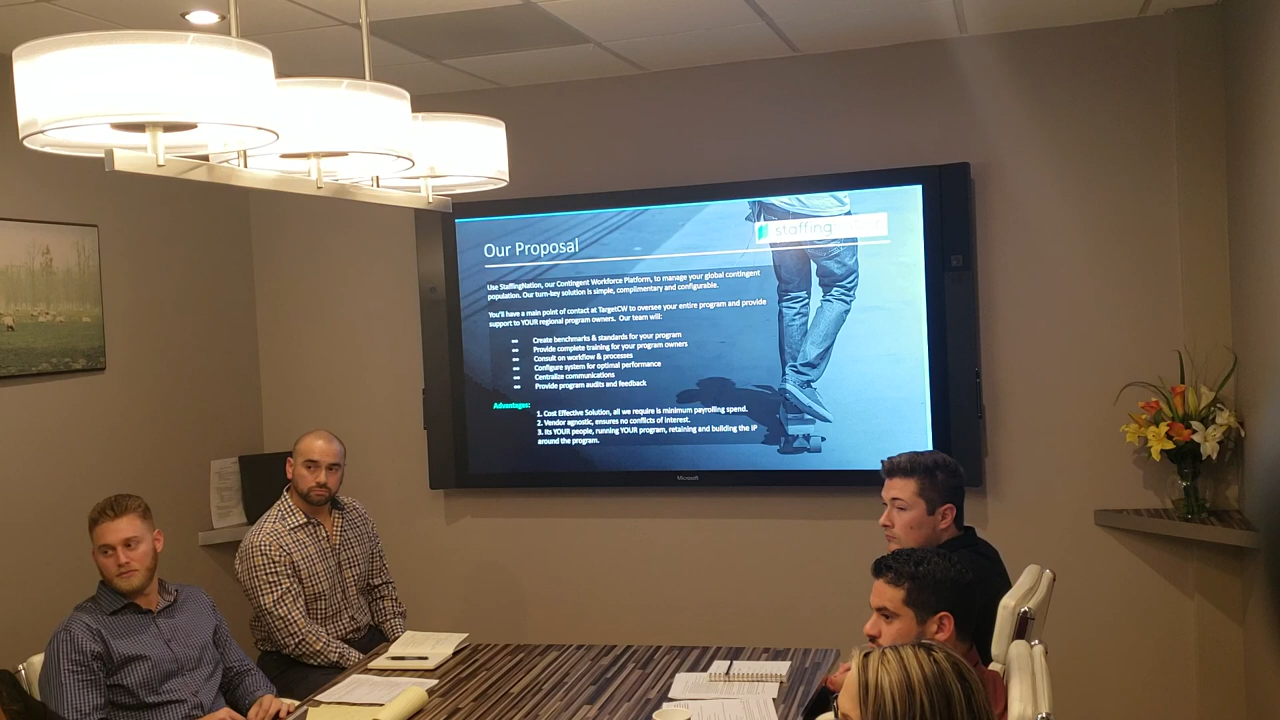 staffing
Our Proposal
Use StaffingNation, our Contingent Workforce Platform, to manage your global contingent
population. Our turn-key solution is simple, complimentary and configurable.
You'll have a main point of contact at TargetCW to oversee your entire program and provide
support to YOUR regional program owners. Our team will:
Create benchmarks & standards for your program
Provide complete training for your program owners
Consult on workflow & processes
Configure system for optimal performance
Centralize communications
Provide program audits and feedback
Advantages:
1. Cost Effective Solution, all we require is minimum payrolling spend.
2. Vendor agnostic, ensures no conflicts of interest.
3. Its YOUR people, running YOUR program, retaining and building the IP
around the program.
Microsoft